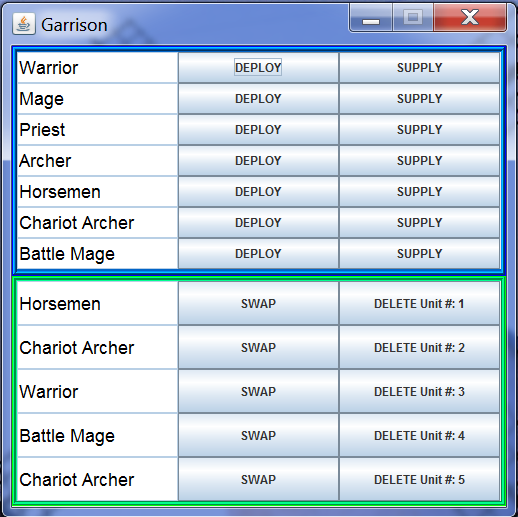 Garrison
Warrior DEPLOY SUPPLY
Mage DEPLOY SUPPLY
Priest DEPLOY SUPPLY
Archer DEPLOY SUPPLY
Horsemen DEPLOY SUPPLY
Chariot Archer DEPLOY SUPPLY
Battle Mage DEPLOY SUPPLY
Horsemen SWAP DELETE Unit #: 1
Chariot Archer SWAP DELETE Unit #: 2
Warrior SWAP DELETE Unit #: 3
Battle Mage SWAP DELETE Unit #: 4
Chariot Archer SWAP DELETE Unit #: 5